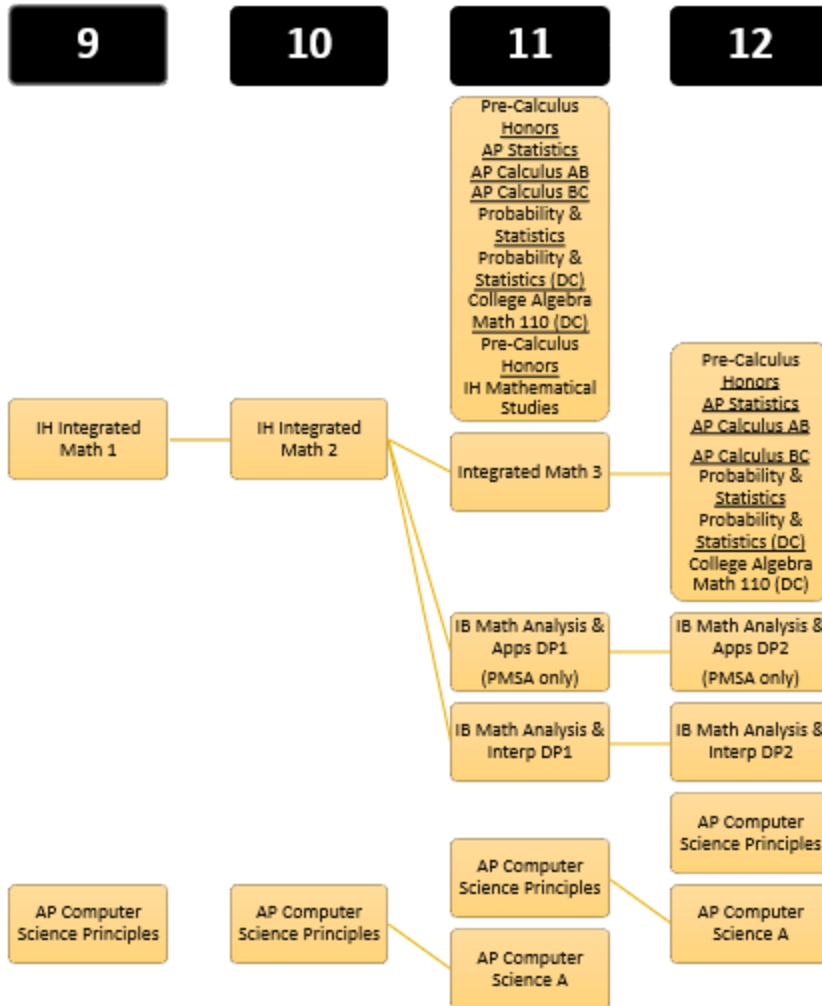 9
10
11
12
Pre-Calculus
Honors
AP Statistics
AP Calculus AB
AP Calculus BC
Probability &
Statistics
Probability &
Statistics (DC)
College Algebra
Math 110 (DC)
Pre-Calculus
Honors
IH Mathematical
Studies
Pre-Calculus
Honors
AP Statistics
AP Calculus AB
AP Calculus BC
Probability &
Statistics
Probability &
Statistics (DC)
College Algebra
Math 110 (DC)
IH Integrated
Math 1
IH Integrated
Math 2
Integrated Math 3
IB Math Analysis &
Apps DP1
(PMSA only)
IB Math Analysis &
Apps DP2
(PMSA only)
IB Math Analysis &
Interp DP1
IB Math Analysis &
Interp DP2
AP Computer
Science Principles
AP Computer
Science Principles
AP Computer
Science Principles
AP Computer
Science Principles
AP Computer
Science A
AP Computer
Science A